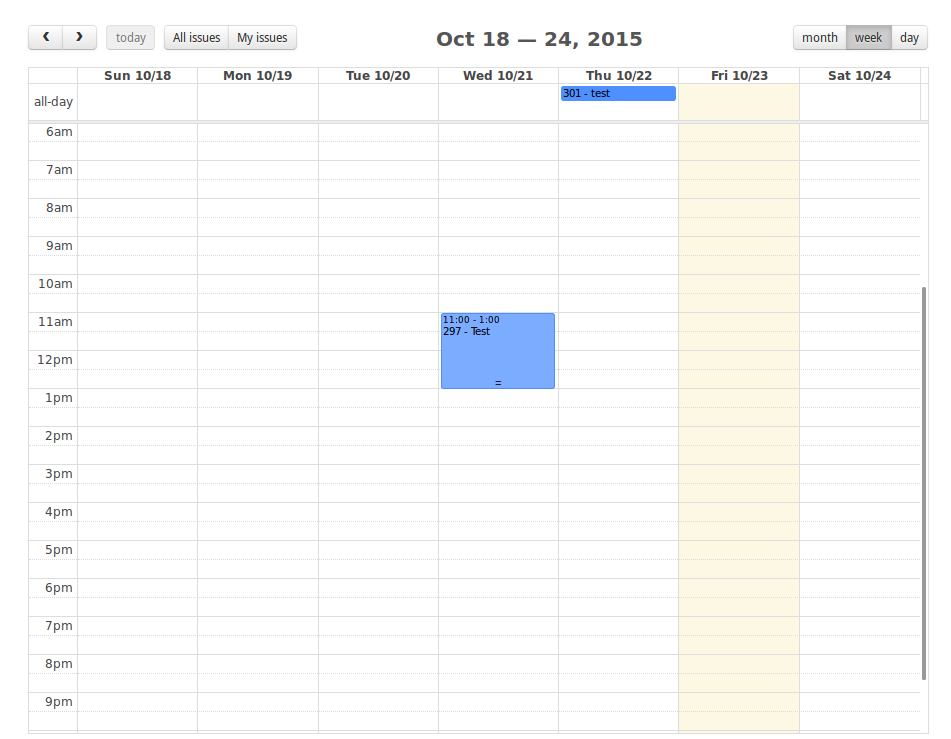 today All issues My issues Oct 18 — 24, 2015 month week day
Sun 10/18 Mon 10/19 Tue 10/20 Wed 10/21 Thu 10/22 Fri 10/23 Sat 10/24
all-day 301 - test
6am
7am
8am
9am
10am
11am 11:00 - 1:00
297 - Test
12pm
1pm
2pm
3pm
4pm
5pm
6pm
7pm
8pm
9pm